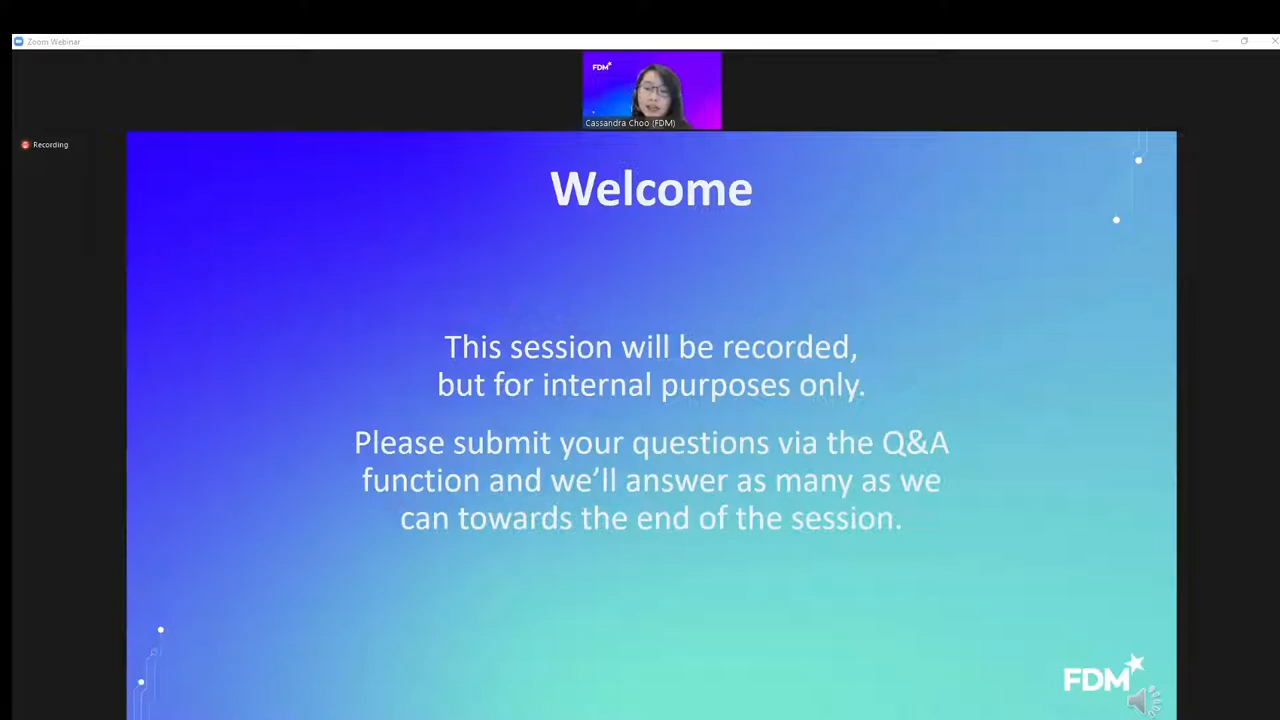 Zoom Webinar
FDM
Cassandra Choo (FDM)
Recording
Welcome
This session will be recorded,
but for internal purposes only.
Please submit your questions via the Q&A
function and we’ll answer as many as we
can towards the end of the session.
FDM